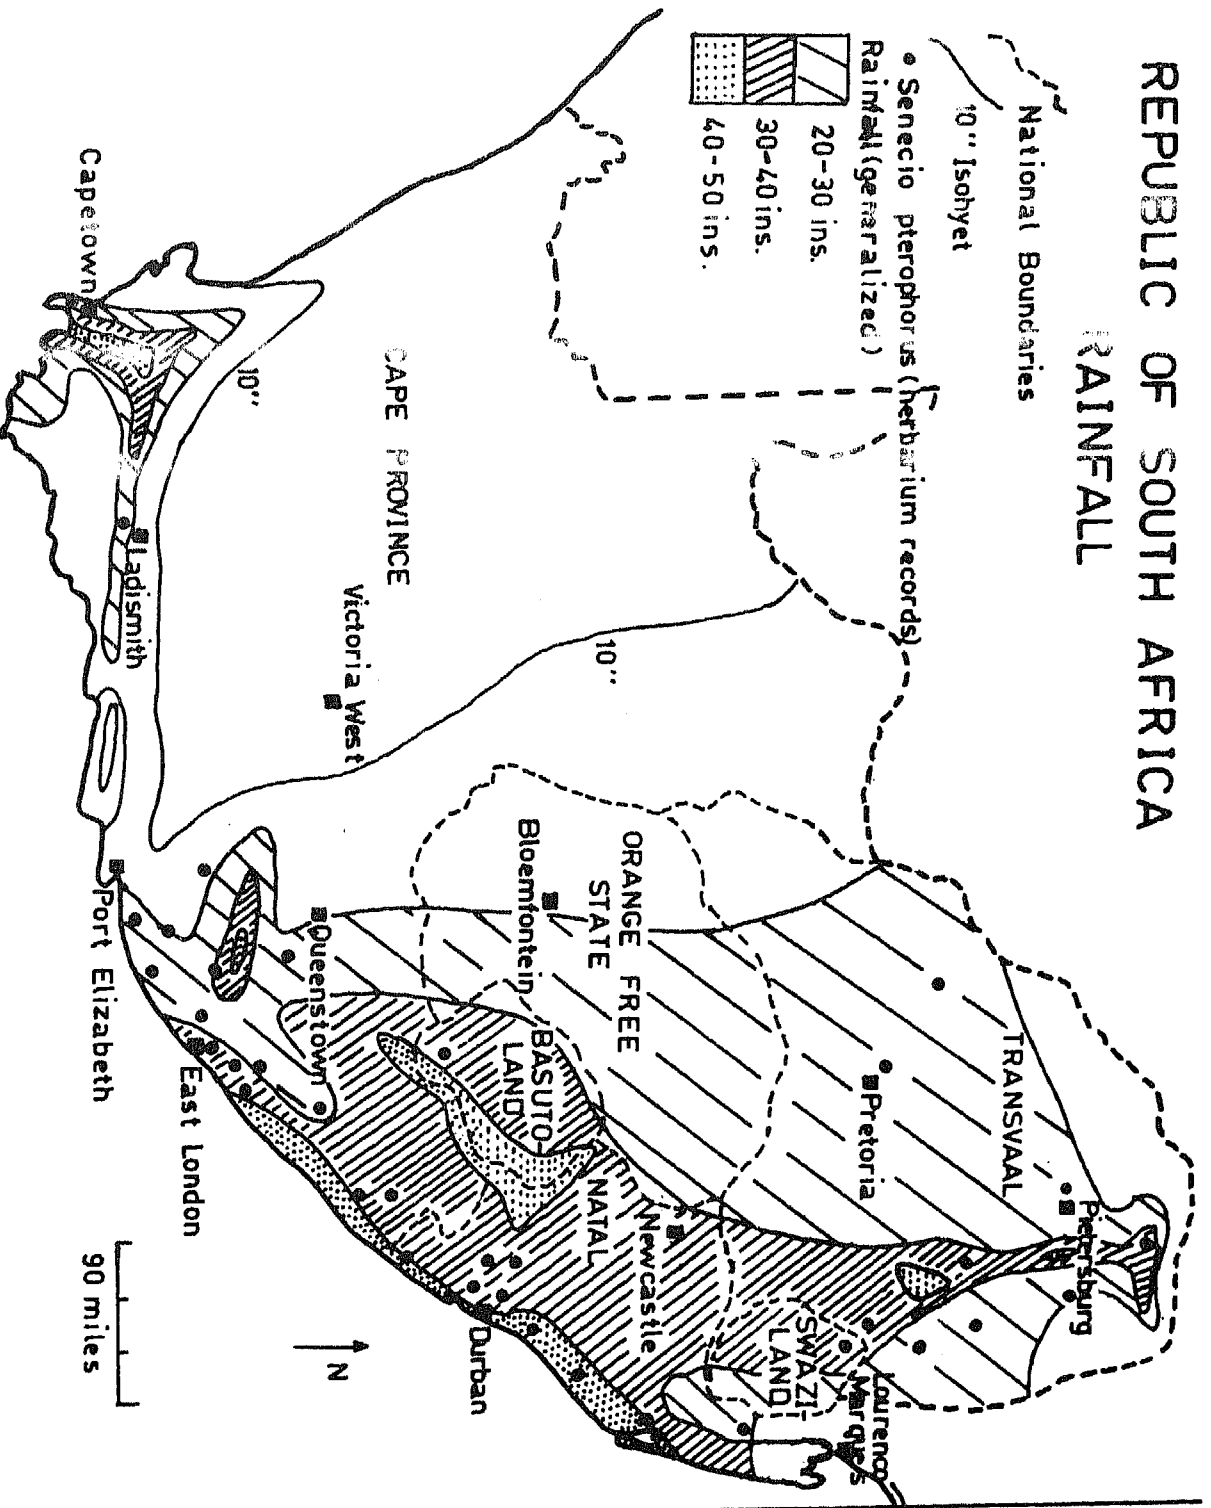 REPUBLIC OF SOUTH AFRICA
RAINFALL
National Boundaries
10" Isohyet
• Senecio pterophorus (herbarium records)
Rainfall (generalized)
20-30 ins.
30-40 ins.
40-50 ins.
TRANSVAAL
Pietersburg
Pretoria
Lourenco
Marques
SWAZI-
LAND
ORANGE FREE
STATE
Bloemfontein
BASUTO-
LAND
NATAL
Newcastle
10"
CAPE PROVINCE
Victoria West
Queenstown
Durban
10"
Capetown
Ladismith
Port Elizabeth
East London
N
90 miles